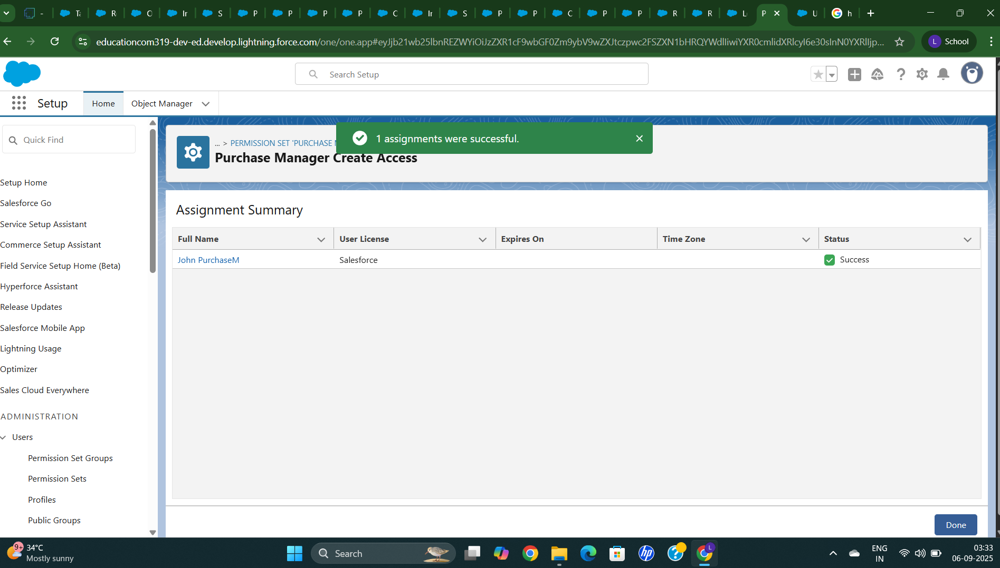 - Ta R O In S P P P P C In S P P C P P R R L P U h
educationcom319-dev-ed.develop.lightning.force.com/one/one.app#
School
Search Setup
Setup
Home
Object Manager
Quick Find
... > PERMISSION SET 'PURCHASE
1 assignments were successful.
Purchase Manager Create Access
Setup Home
Salesforce Go
Service Setup Assistant
Commerce Setup Assistant
Field Service Setup Home (Beta)
Hyperforce Assistant
Release Updates
Salesforce Mobile App
Lightning Usage
Optimizer
Sales Cloud Everywhere
ADMINISTRATION
Users
Permission Set Groups
Permission Sets
Profiles
Public Groups
Assignment Summary
Full Name User License Expires On Time Zone Status
John PurchaseM Salesforce Success
Done
9+
34°C
Mostly sunny
Search
hp
L
ENG
IN
03:33
06-09-2025